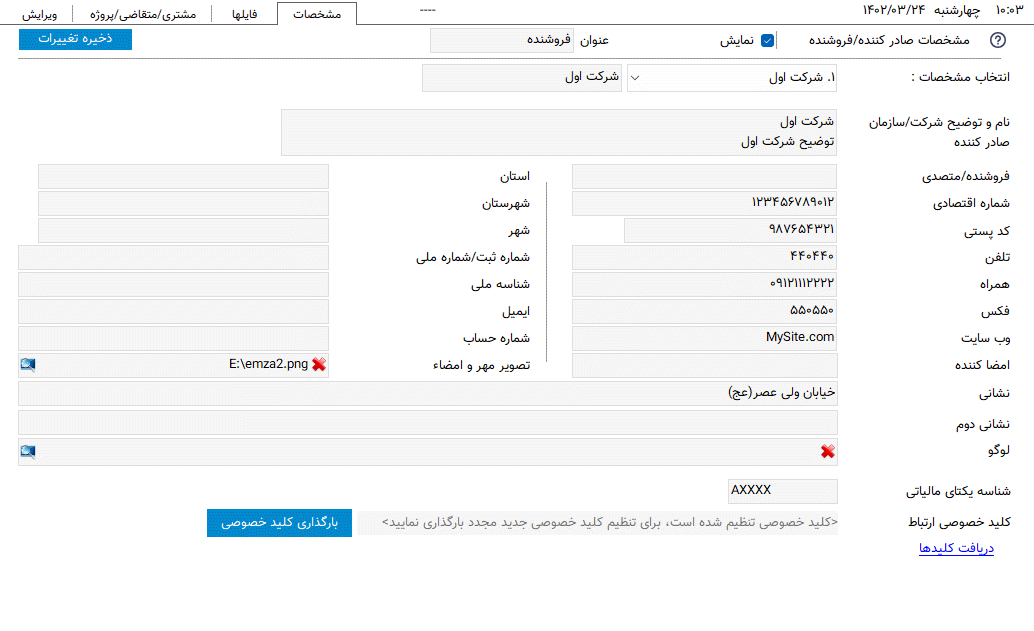 ۱۰:۰۳ چهارشنبه ۱۴۰۲/۰۳/۲۴
----
مشخصات
فایلها
مشتری/متقاضی/پروژه
ویرایش
مشخصات صادر کننده/فروشنده
نمایش
عنوان
فروشنده
ذخیره تغییرات
انتخاب مشخصات :
۱. شرکت اول
شرکت اول
نام و توضیح شرکت/سازمان
صادر کننده
شرکت اول
توضیح شرکت اول
فروشنده/متصدی
استان
شماره اقتصادی
۱۲۳۴۵۶۷۸۹۰۱۲
شهرستان
کد پستی
۹۸۷۶۵۴۳۲۱
شهر
تلفن
۴۴۰۴۴۰
شماره ثبت/شماره ملی
همراه
۰۹۱۲۱۱۱۲۲۲۲
شناسه ملی
فکس
۵۵۰۵۵۰
ایمیل
وب سایت
MySite.com
شماره حساب
امضا کننده
تصویر مهر و امضاء
E:\emza2.png
نشانی
خیابان ولی عصر(عج)
نشانی دوم
لوگو
شناسه یکتای مالیاتی
AXXXX
کلید خصوصی ارتباط
<کلید خصوصی تنظیم شده است، برای تنظیم کلید خصوصی جدید مجدد بارگذاری نمایید>
بارگذاری کلید خصوصی
دریافت کلیدها